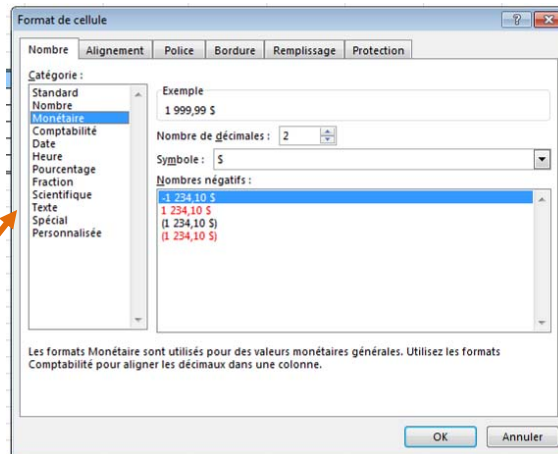 Format de cellule
Nombre Alignement Police Bordure Remplissage Protection
Catégorie :
Standard
Nombre
Monétaire
Comptabilité
Date
Heure
Pourcentage
Fraction
Scientifique
Texte
Spécial
Personnalisée
Exemple
1 999,99 $
Nombre de décimales : 2
Symbole : $
Nombres négatifs :
-1 234,10 $
1 234,10 $
(1 234,10 $)
(1 234,10 $)
Les formats Monétaire sont utilisés pour des valeurs monétaires générales. Utilisez les formats
Comptabilité pour aligner les décimaux dans une colonne.
OK Annuler